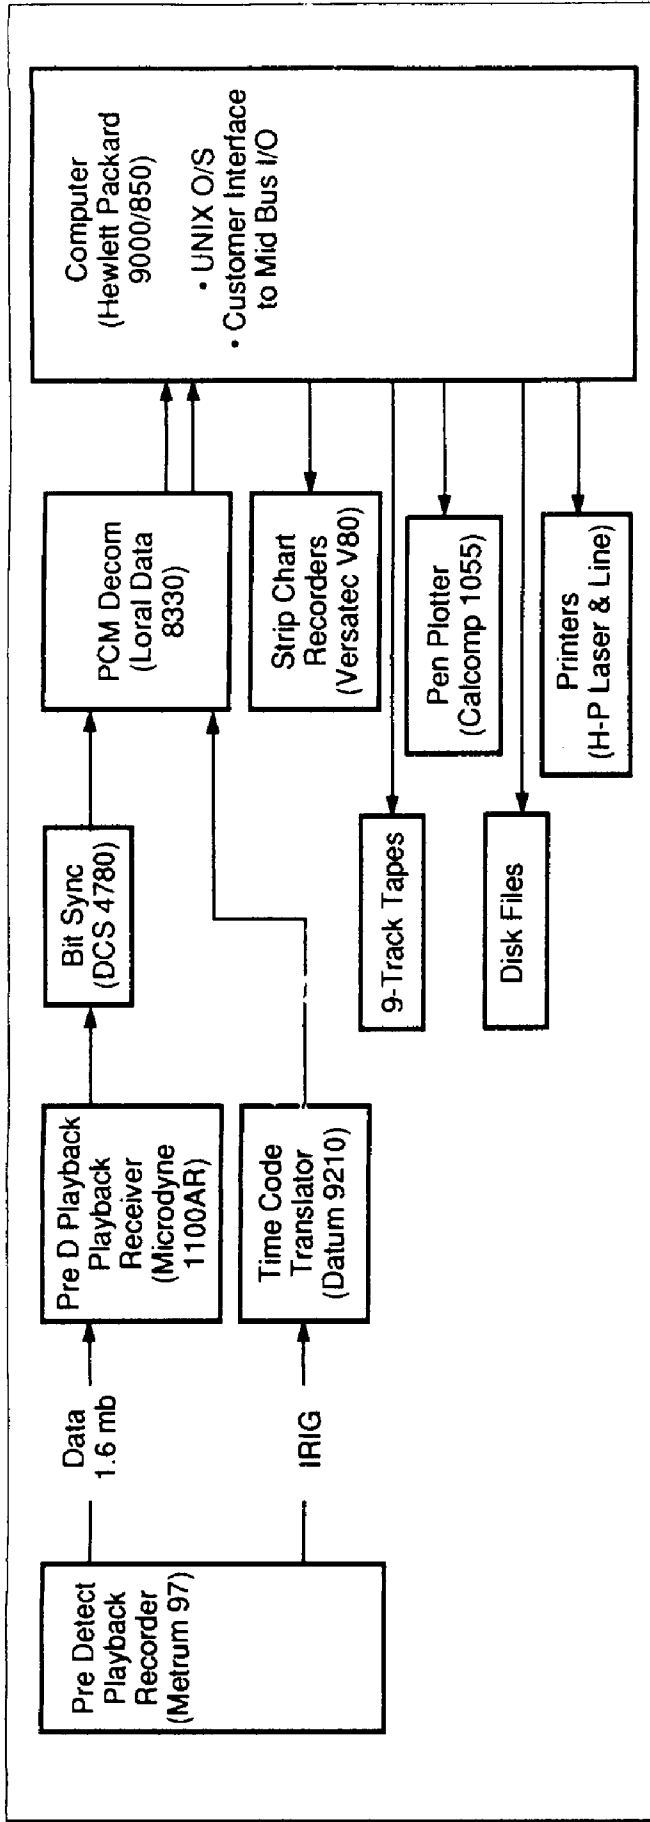 Pre Detect
Playback
Recorder
(Metrum 97)
Data
1.6 mb
IRIG
Pre D Playback
Playback
Receiver
(Microdyne
1100AR)
Time Code
Translator
(Datum 9210)
Bit Sync
(DCS 4780)
PCM Decom
(Loral Data
8330)
Strip Chart
Recorders
(Versatec V80)
9-Track Tapes
Pen Plotter
(Calcomp 1055)
Disk Files
Printers
(H-P Laser & Line)
Computer
(Hewlett Packard
9000/850)
• UNIX O/S
• Customer Interface
to Mid Bus I/O